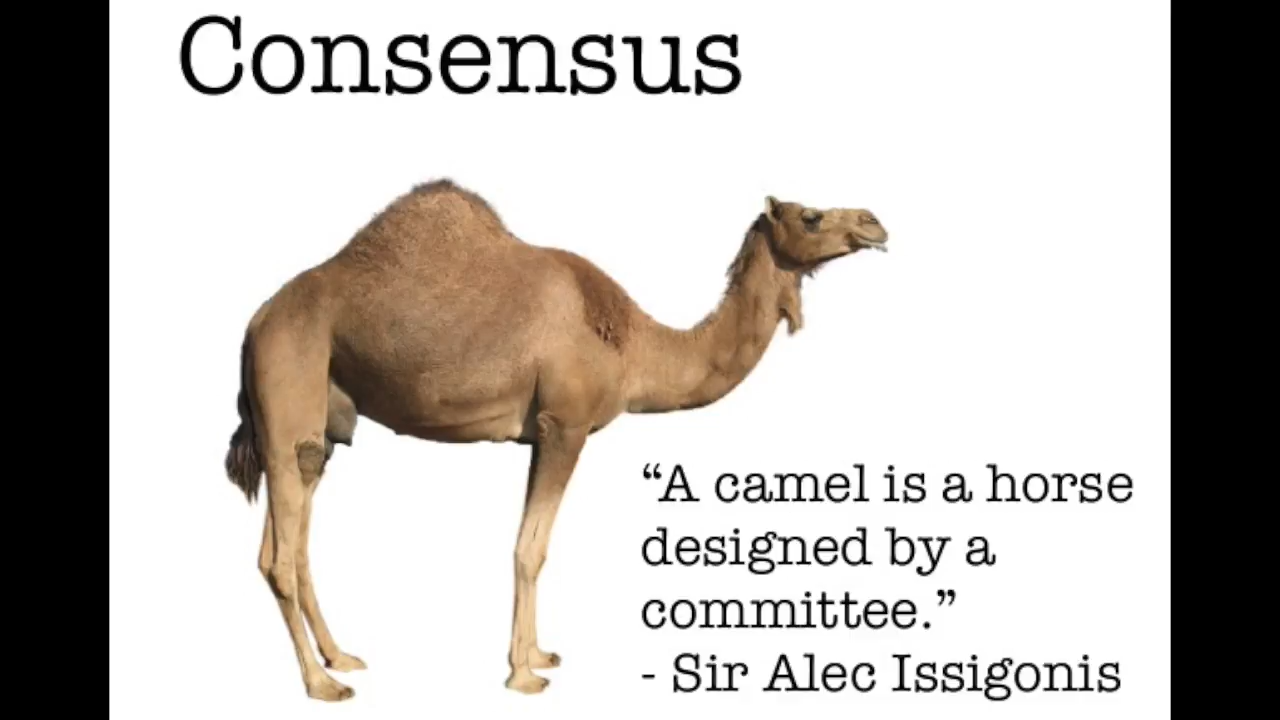 Consensus
“A camel is a horse
designed by a
committee.”
- Sir Alec Issigonis